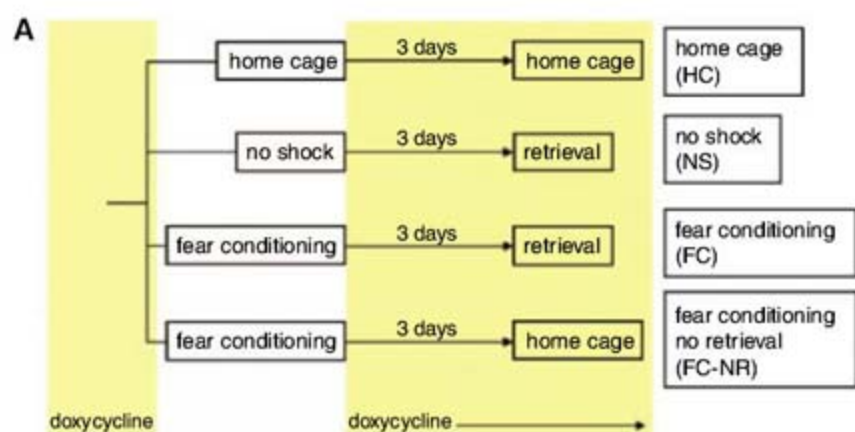 A
home cage
3 days
home cage
home cage
(HC)
no shock
3 days
retrieval
no shock
(NS)
fear conditioning
3 days
retrieval
fear conditioning
(FC)
fear conditioning
3 days
home cage
fear conditioning
no retrieval
(FC-NR)
doxycycline
doxycycline